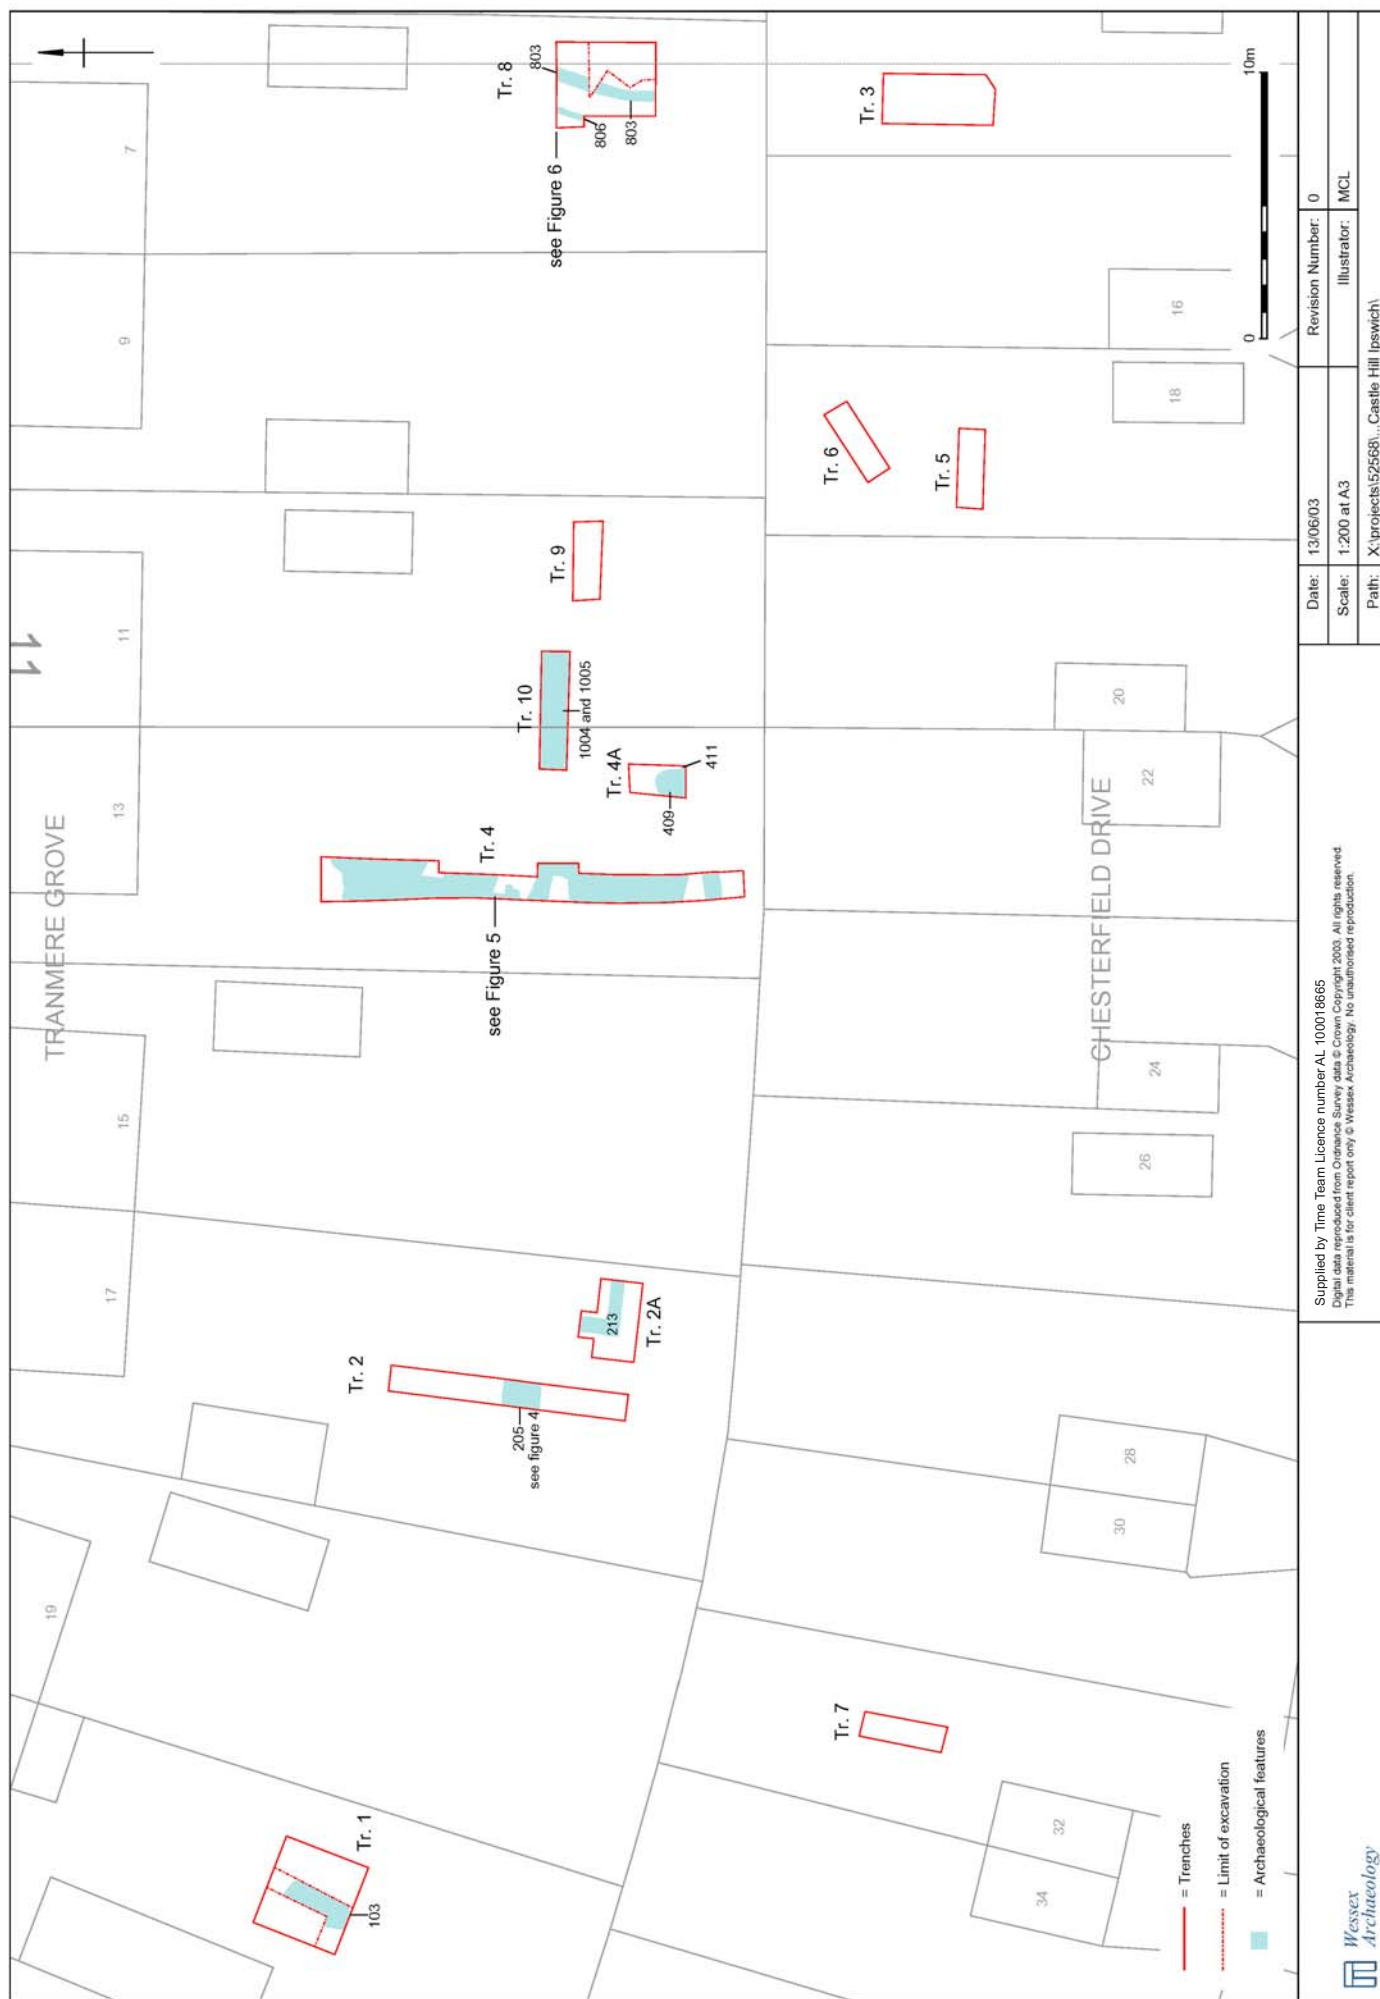 TRANMERE GROVE
11
19
17
15
13
11
9
7
Tr. 1
103
Tr. 2
205
see figure 4
213
Tr. 2A
see Figure 5
Tr. 4
Tr. 4A
409
411
Tr. 10
1004 and 1005
Tr. 9
see Figure 6
Tr. 8
803
806
803
Tr. 7
Tr. 6
Tr. 5
Tr. 3
CHESTERFIELD DRIVE
34
32
30
28
26
24
22
20
18
16
0
10m
= Trenches
= Limit of excavation
= Archaeological features
Wessex
Archaeology
Supplied by Time Team Licence number AL 100018665
Digital data reproduced from Ordnance Survey data © Crown Copyright 2003. All rights reserved.
This material is for client report only © Wessex Archaeology. No unauthorised reproduction.
Date: 13/06/03 Revision Number: 0
Scale: 1:200 at A3 Illustrator: MCL
Path: X:\projects\52568\...Castle Hill Ipswich\